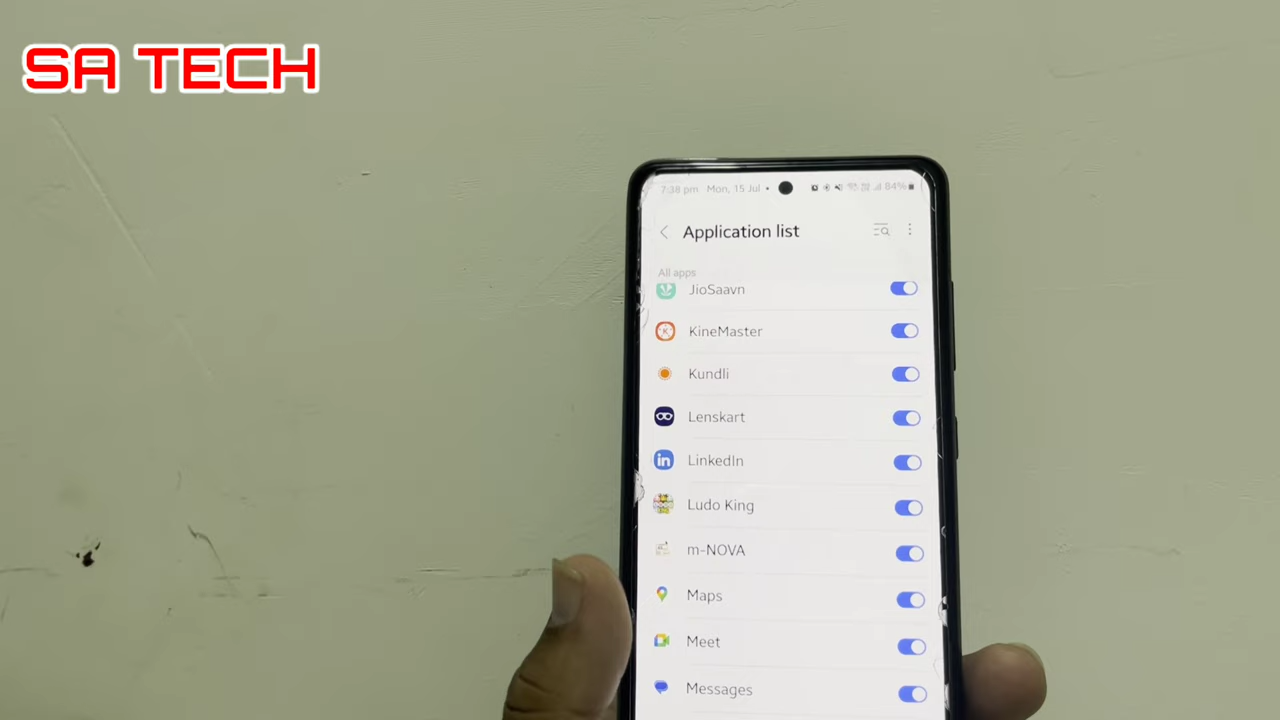 SA TECH
7:38 pm Mon, 15 Jul • 84%
Application list
All apps
JioSaavn
KineMaster
Kundli
Lenskart
in LinkedIn
Ludo King
m-NOVA
Maps
Meet
Messages